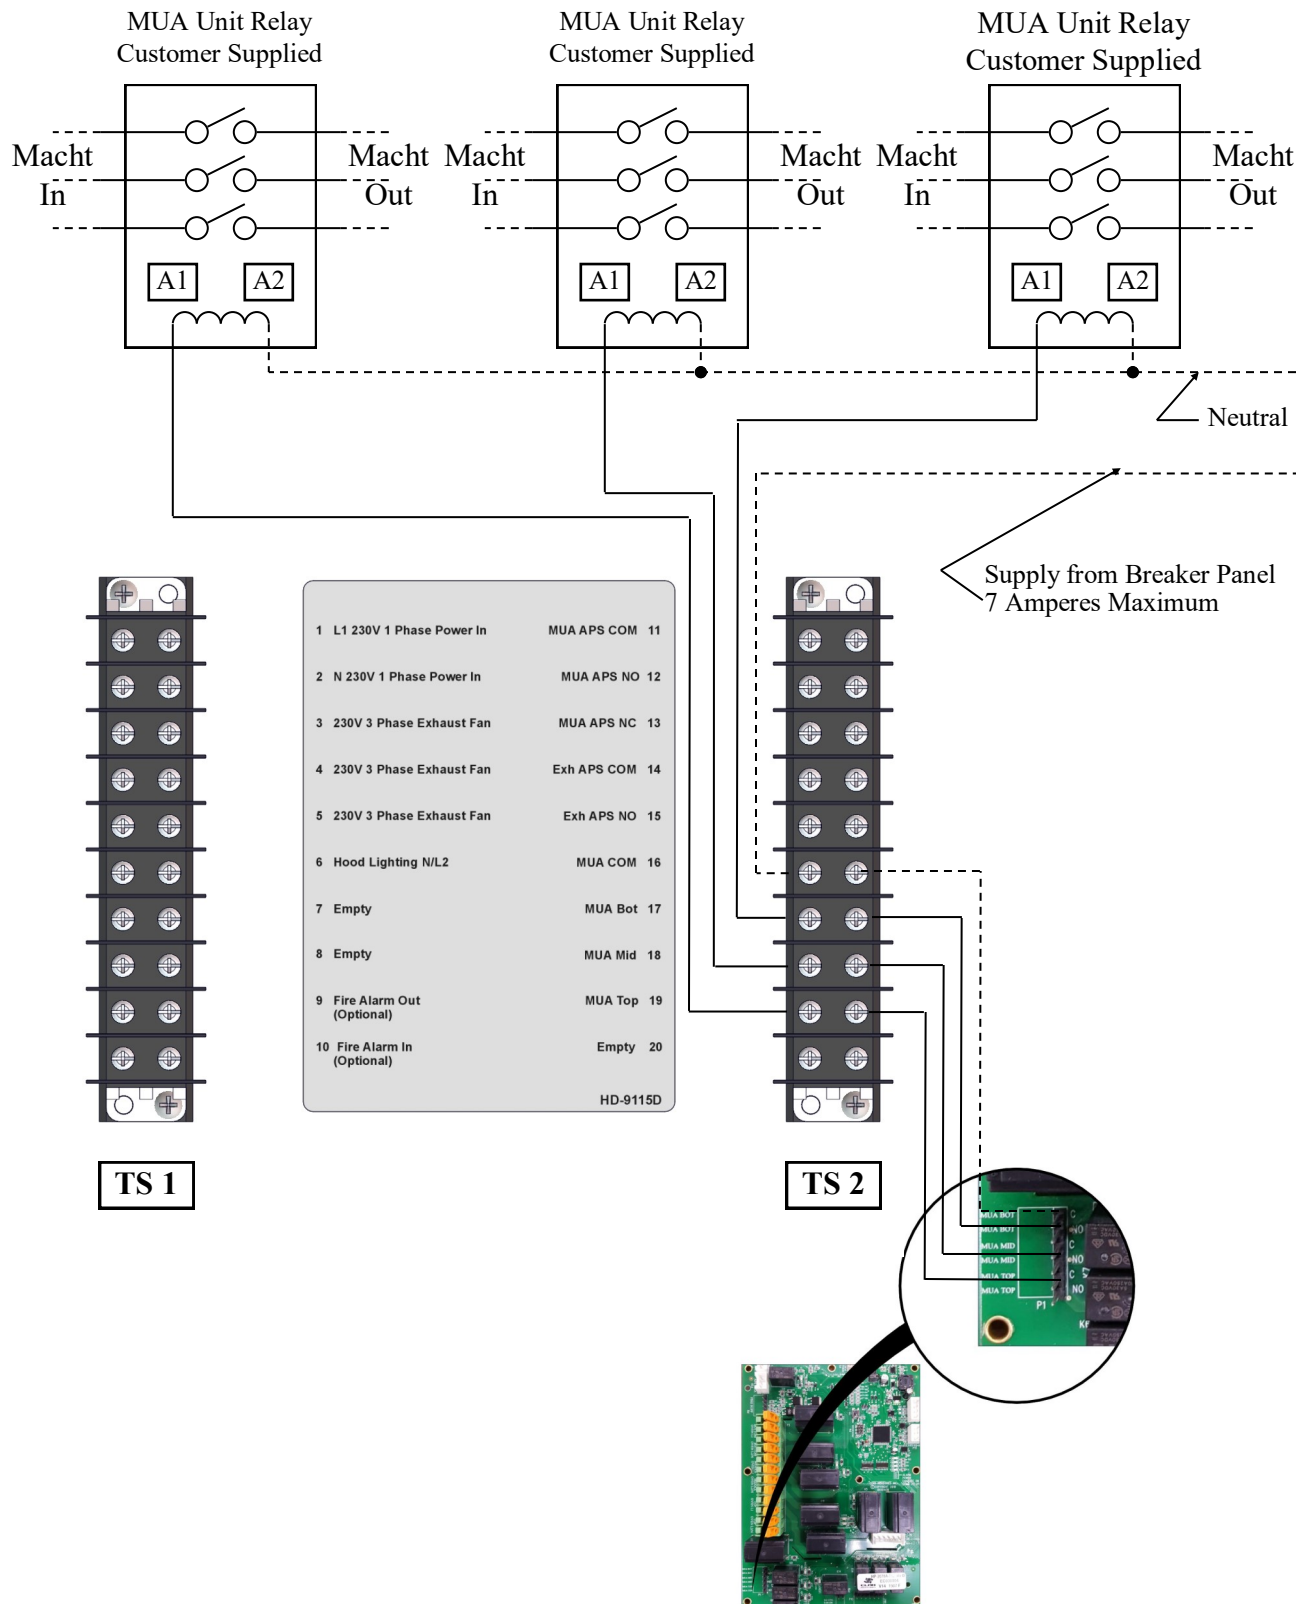 MUA Unit Relay
Customer Supplied
MUA Unit Relay
Customer Supplied
MUA Unit Relay
Customer Supplied
Macht
In
Macht
Out
Macht
In
Macht
Out
Macht
In
Macht
Out
A1
A2
A1
A2
A1
A2
Neutral
Supply from Breaker Panel
7 Amperes Maximum
1 L1 230V 1 Phase Power In
MUA APS COM 11
2 N 230V 1 Phase Power In
MUA APS NO 12
3 230V 3 Phase Exhaust Fan
MUA APS NC 13
4 230V 3 Phase Exhaust Fan
Exh APS COM 14
5 230V 3 Phase Exhaust Fan
Exh APS NO 15
6 Hood Lighting N/L2
MUA COM 16
7 Empty
MUA Bot 17
8 Empty
MUA Mid 18
9 Fire Alarm Out
(Optional)
MUA Top 19
10 Fire Alarm In
(Optional)
Empty 20
HD-9115D
TS 1
TS 2
MUA BOT C
MUA BOT NO
MUA MID C
MUA MID NO
MUA TOP C
MUA TOP NO
P1